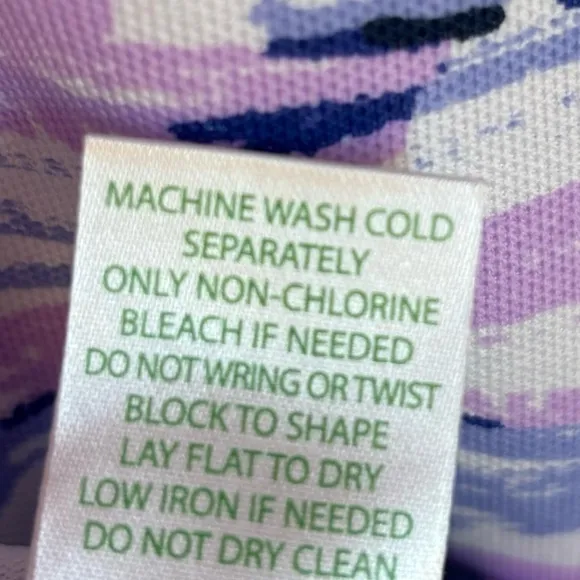 MACHINE WASH COLD
SEPARATELY
ONLY NON-CHLORINE
BLEACH IF NEEDED
DO NOT WRING OR TWIST
BLOCK TO SHAPE
LAY FLAT TO DRY
LOW IRON IF NEEDED
DO NOT DRY CLEAN